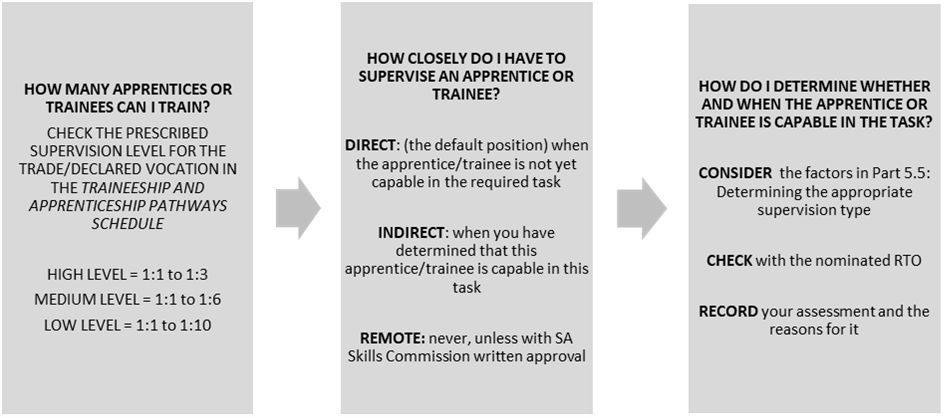 HOW MANY APPRENTICES OR
TRAINEES CAN I TRAIN?
CHECK THE PRESCRIBED
SUPERVISION LEVEL FOR THE
TRADE/DECLARED VOCATION IN
THE TRAINEESHIP AND
APPRENTICESHIP PATHWAYS
SCHEDULE
HIGH LEVEL = 1:1 to 1:3
MEDIUM LEVEL = 1:1 to 1:6
LOW LEVEL = 1:1 to 1:10
HOW CLOSELY DO I HAVE TO
SUPERVISE AN APPRENTICE OR
TRAINEE?
DIRECT: (the default position) when
the apprentice/trainee is not yet
capable in the required task
INDIRECT: when you have
determined that this
apprentice/trainee is capable in this
task
REMOTE: never, unless with SA
Skills Commission written approval
HOW DO I DETERMINE WHETHER
AND WHEN THE APPRENTICE OR
TRAINEE IS CAPABLE IN THE TASK?
CONSIDER the factors in Part 5.5:
Determining the appropriate
supervision type
CHECK with the nominated RTO
RECORD your assessment and the
reasons for it